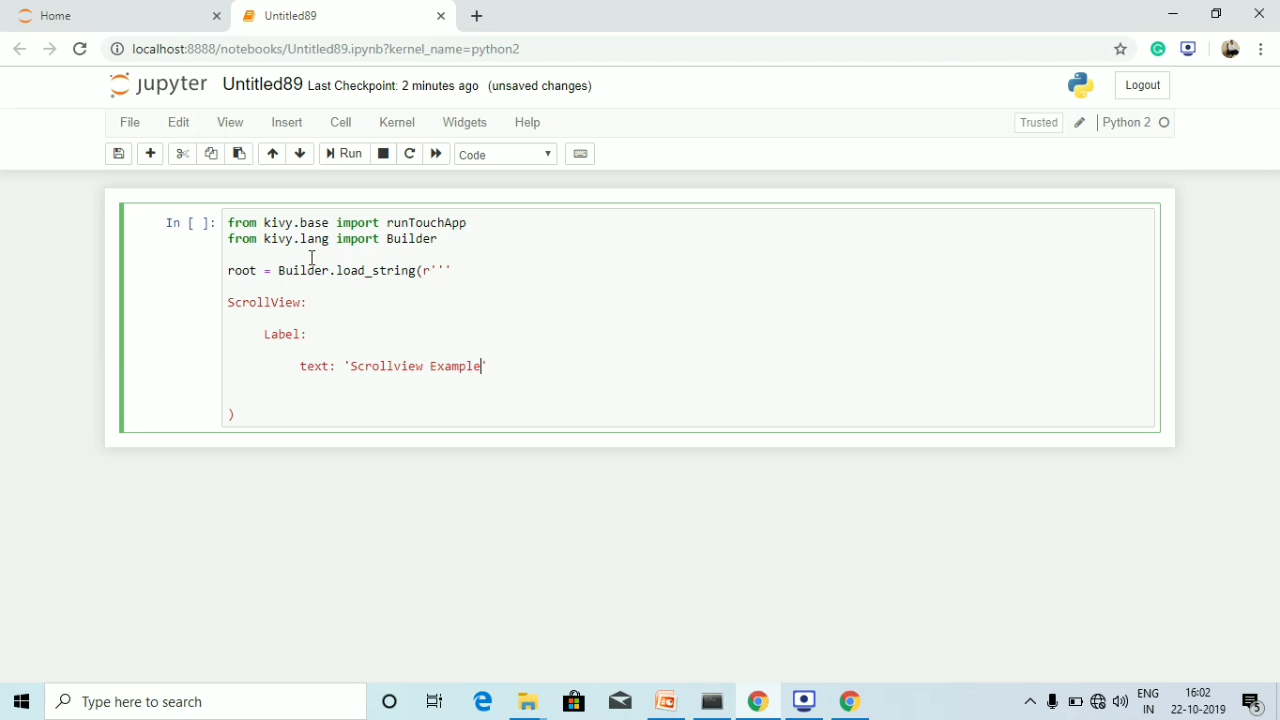 Home
Untitled89
localhost:8888/notebooks/Untitled89.ipynb?kernel_name=python2
jupyter Untitled89 Last Checkpoint: 2 minutes ago (unsaved changes)
Logout
File Edit View Insert Cell Kernel Widgets Help
Trusted Python 2
Run Code
In [ ]:
from kivy.base import runTouchApp
from kivy.lang import Builder
root = Builder.load_string(r'''
ScrollView:
Label:
text: 'Scrollview Example'
)
Type here to search
ENG
IN
16:02
22-10-2019
5